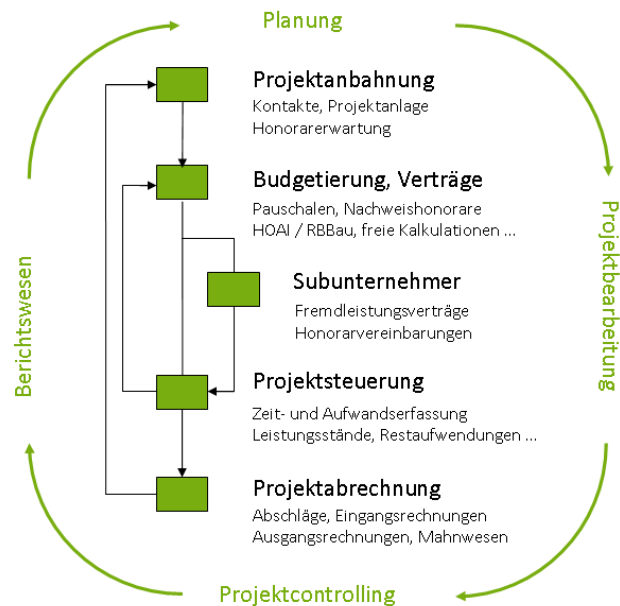 Planung
Projektanbahnung
Kontakte, Projektanlage
Honorarerwartung
Budgetierung, Verträge
Pauschalen, Nachweishonorare
HOAI / RBBau, freie Kalkulationen ...
Subunternehmer
Fremdleistungsverträge
Honorarvereinbarungen
Projektsteuerung
Zeit- und Aufwandserfassung
Leistungsstände, Restaufwendungen ...
Projektabrechnung
Abschläge, Eingangsrechnungen
Ausgangsrechnungen, Mahnwesen
Projektbearbeitung
Projektcontrolling
Berichtswesen